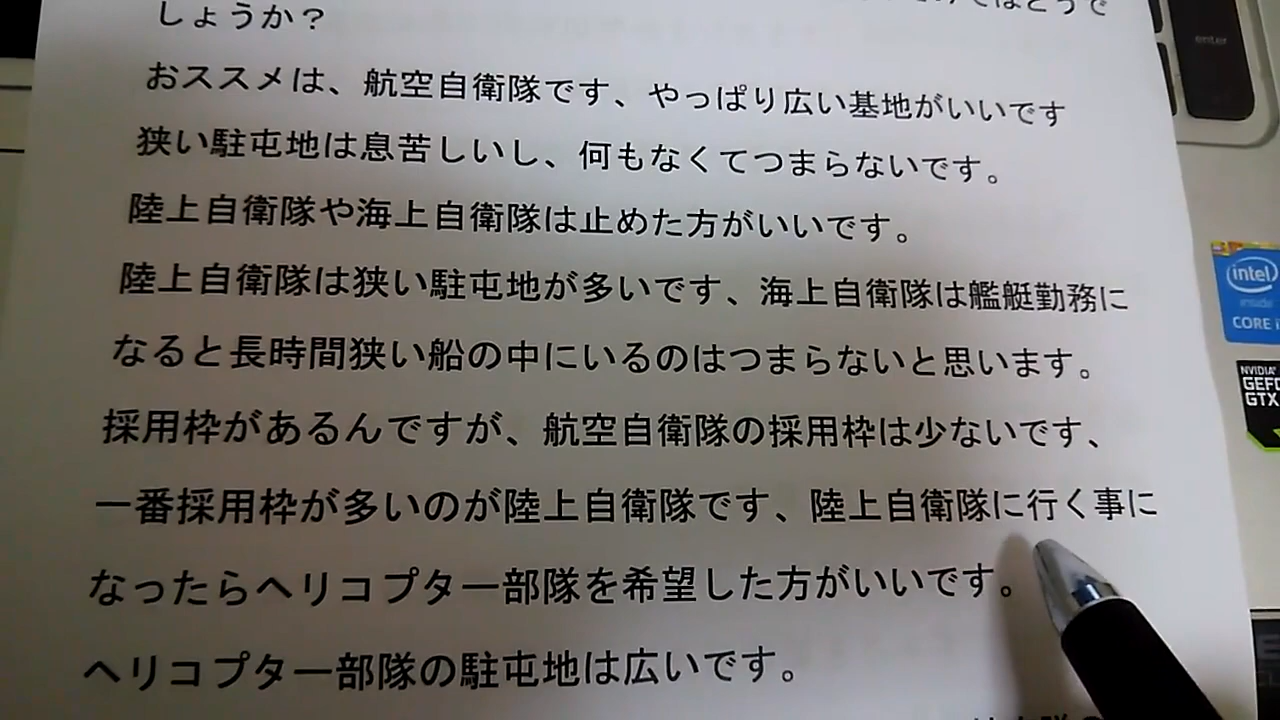 しょうか？
おススメは、航空自衛隊です、やっぱり広い基地がいいです
狭い駐屯地は息苦しいし、何もなくてつまらないです。
陸上自衛隊や海上自衛隊は止めた方がいいです。
陸上自衛隊は狭い駐屯地が多いです、海上自衛隊は艦艇勤務に
なると長時間狭い船の中にいるのはつまらないと思います。
採用枠があるんですが、航空自衛隊の採用枠は少ないです、
一番採用枠が多いのが陸上自衛隊です、陸上自衛隊に行く事に
なったらヘリコプター部隊を希望した方がいいです。
ヘリコプター部隊の駐屯地は広いです。
enter
intel
inside
CORE
NVIDIA
GTX